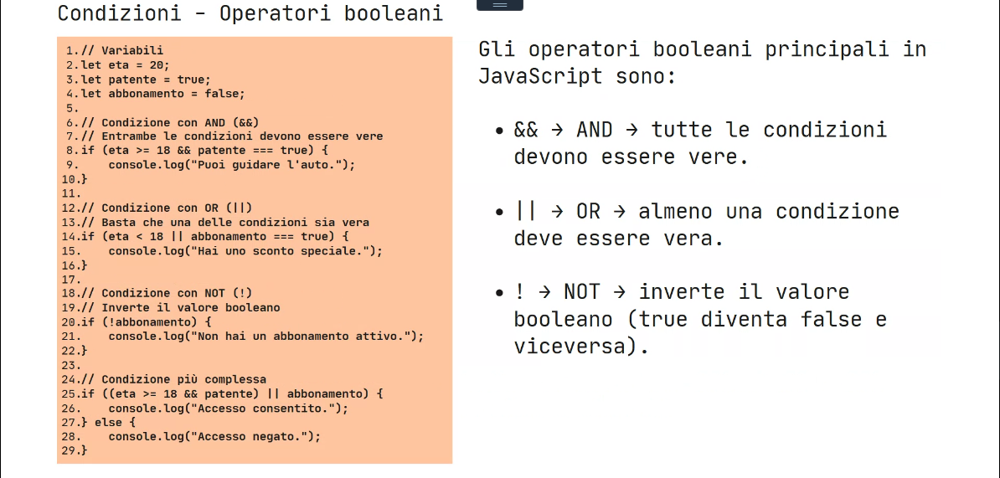 Condizioni - Operatori booleani
1.// Variabili
2.let eta = 20;
3.let patente = true;
4.let abbonamento = false;
5.
6.// Condizione con AND (&&)
7.// Entrambe le condizioni devono essere vere
8.if (eta >= 18 && patente === true) {
9.    console.log("Puoi guidare l'auto.");
10.}
11.
12.// Condizione con OR (||)
13.// Basta che una delle condizioni sia vera
14.if (eta < 18 || abbonamento === true) {
15.    console.log("Hai uno sconto speciale.");
16.}
17.
18.// Condizione con NOT (!)
19.// Inverte il valore booleano
20.if (!abbonamento) {
21.    console.log("Non hai un abbonamento attivo.");
22.}
23.
24.// Condizione più complessa
25.if ((eta >= 18 && patente) || abbonamento) {
26.    console.log("Accesso consentito.");
27.} else {
28.    console.log("Accesso negato.");
29.}
Gli operatori booleani principali in
JavaScript sono:
• && → AND → tutte le condizioni
devono essere vere.
• || → OR → almeno una condizione
deve essere vera.
• ! → NOT → inverte il valore
booleano (true diventa false e
viceversa).